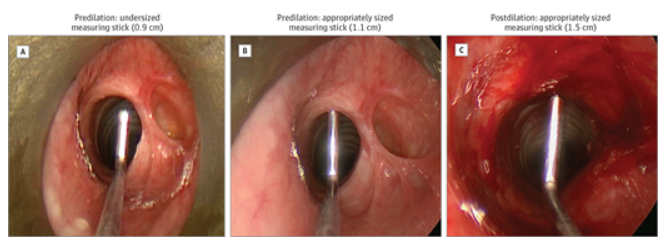 Predilation: undersized
measuring stick (0.9 cm)
Predilation: appropriately sized
measuring stick (1.1 cm)
Postdilation: appropriately sized
measuring stick (1.5 cm)
A
B
C